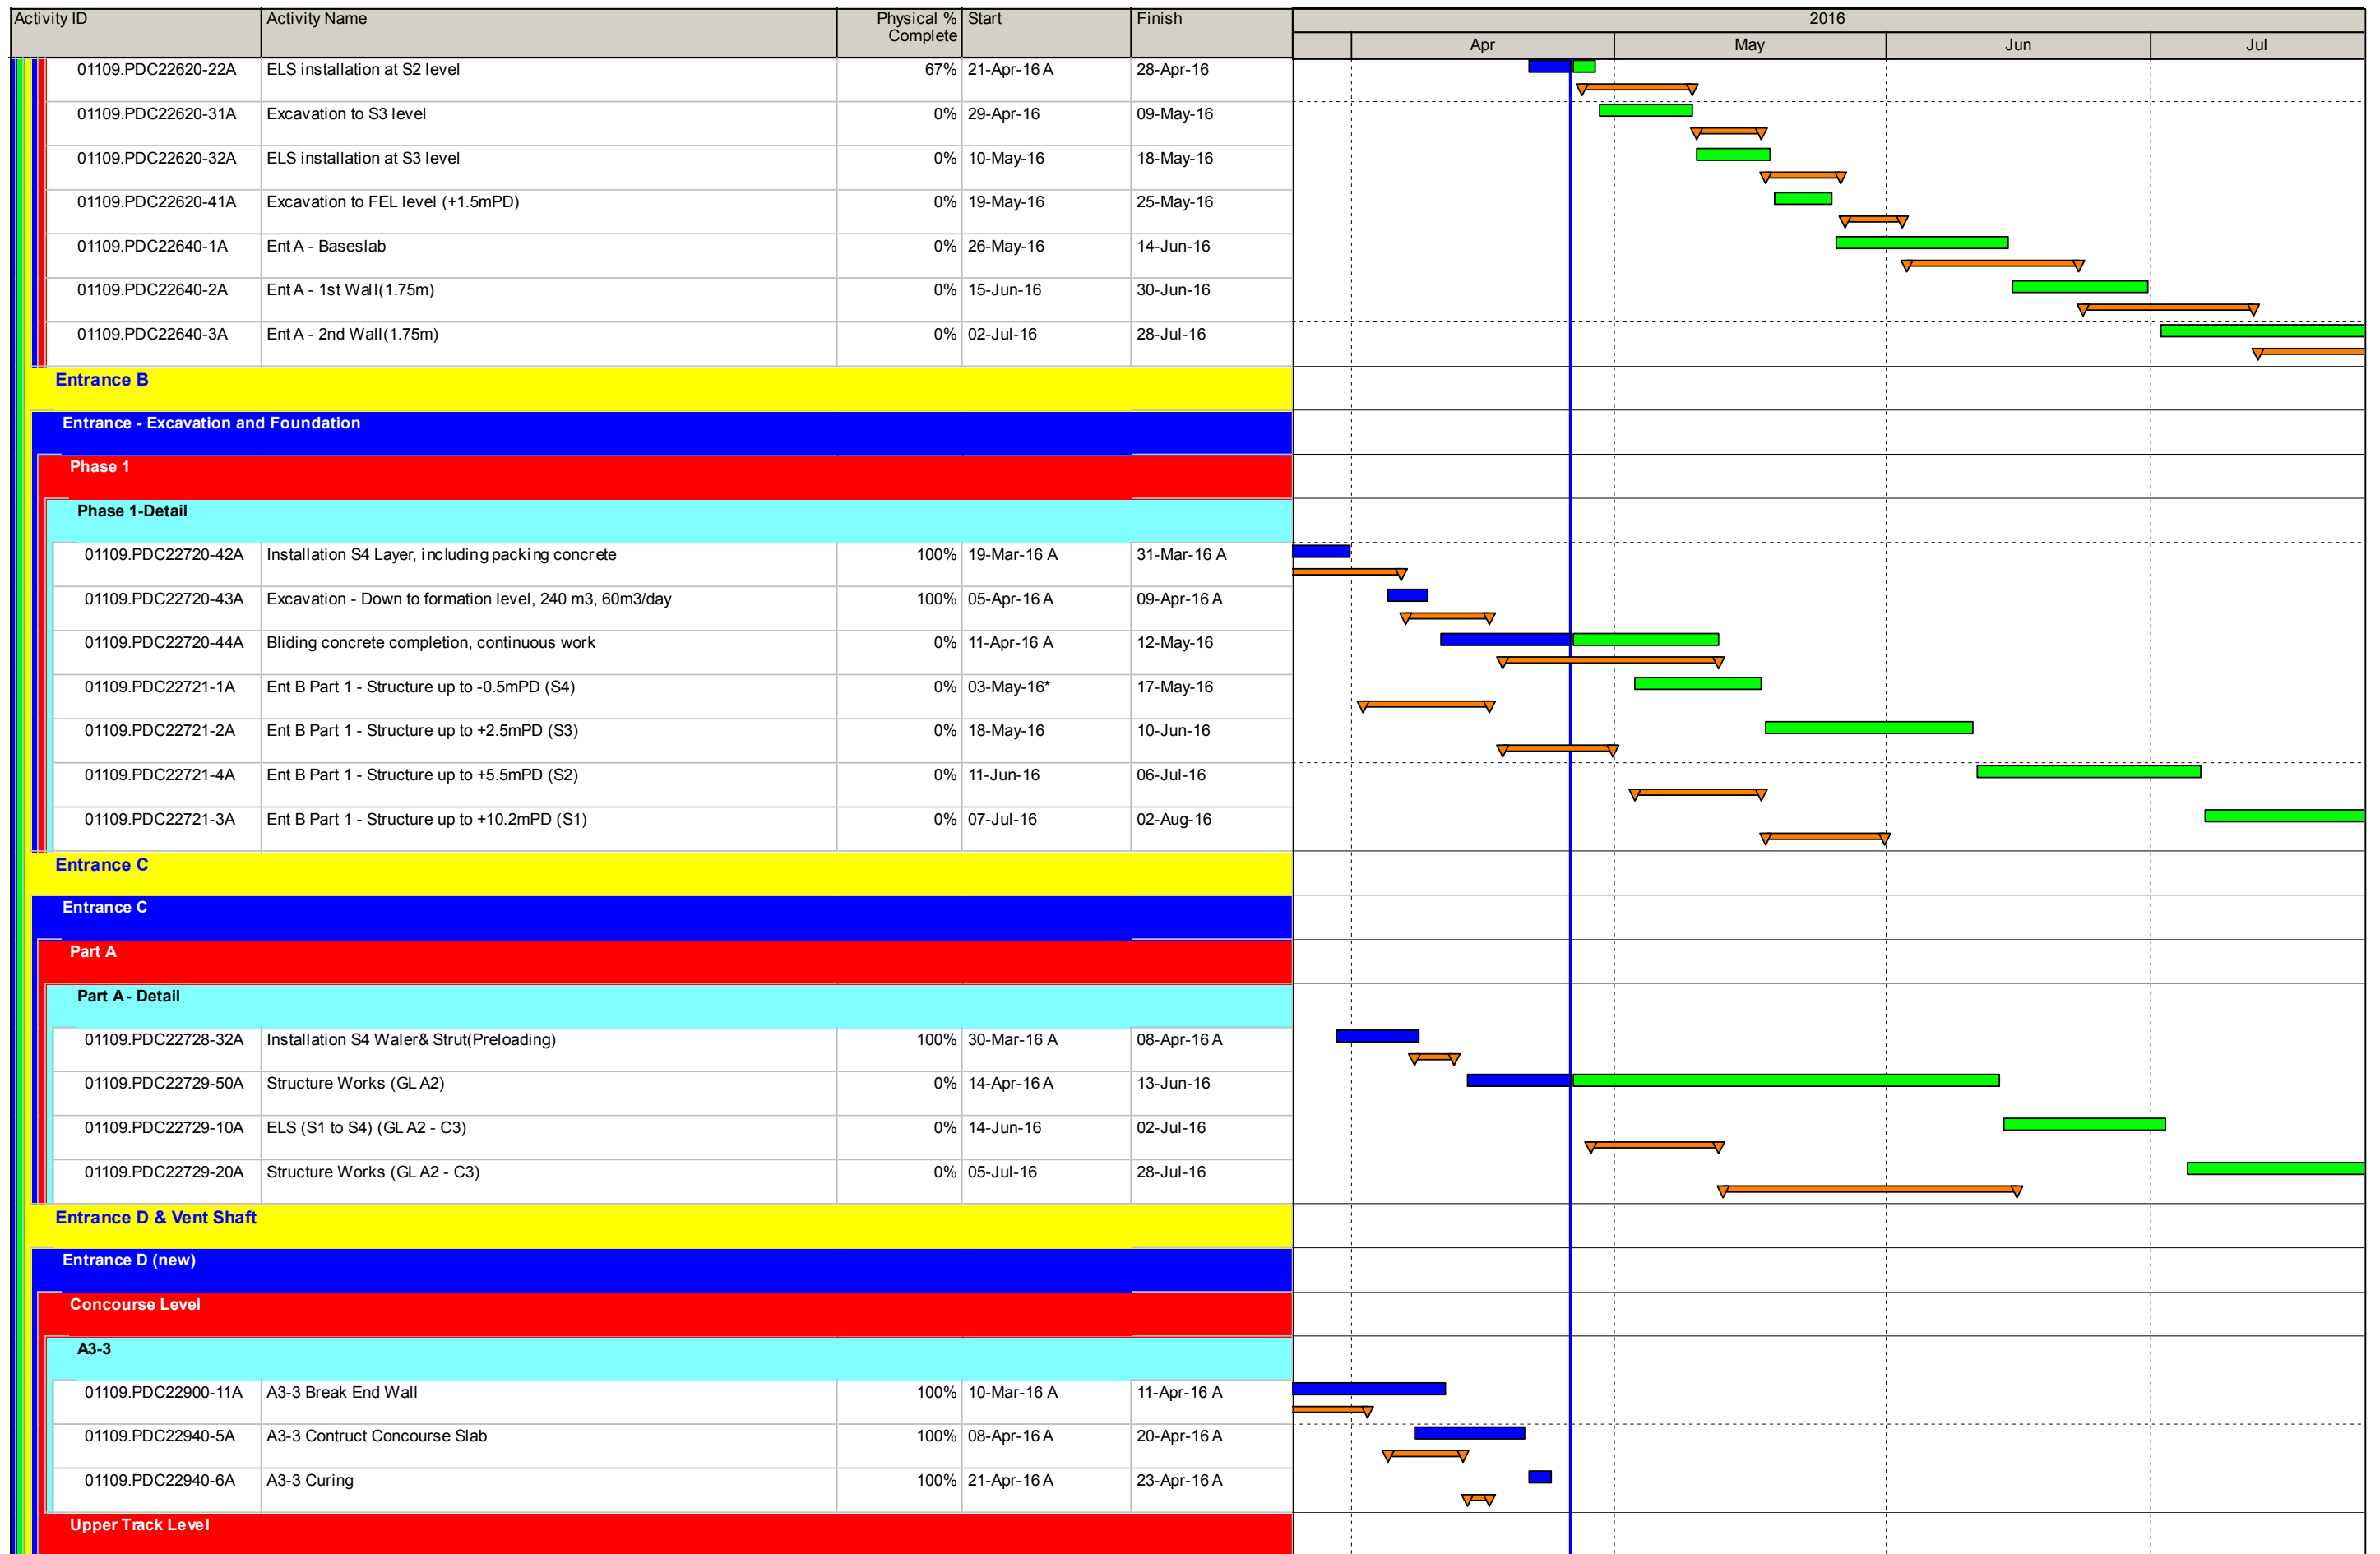 Activity ID Activity Name Physical % Complete Start Finish 2016
Apr May Jun Jul
01109.PDC22620-22A ELS installation at S2 level 67% 21-Apr-16 A 28-Apr-16
01109.PDC22620-31A Excavation to S3 level 0% 29-Apr-16 09-May-16
01109.PDC22620-32A ELS installation at S3 level 0% 10-May-16 18-May-16
01109.PDC22620-41A Excavation to FEL level (+1.5mPD) 0% 19-May-16 25-May-16
01109.PDC22640-1A Ent A - Baseslab 0% 26-May-16 14-Jun-16
01109.PDC22640-2A Ent A - 1st Wall(1.75m) 0% 15-Jun-16 30-Jun-16
01109.PDC22640-3A Ent A - 2nd Wall(1.75m) 0% 02-Jul-16 28-Jul-16
Entrance B
Entrance - Excavation and Foundation
Phase 1
Phase 1-Detail
01109.PDC22720-42A Installation S4 Layer, including packing concrete 100% 19-Mar-16 A 31-Mar-16 A
01109.PDC22720-43A Excavation - Down to formation level, 240 m3, 60m3/day 100% 05-Apr-16 A 09-Apr-16 A
01109.PDC22720-44A Bliding concrete completion, continuous work 0% 11-Apr-16 A 12-May-16
01109.PDC22721-1A Ent B Part 1 - Structure up to -0.5mPD (S4) 0% 03-May-16* 17-May-16
01109.PDC22721-2A Ent B Part 1 - Structure up to +2.5mPD (S3) 0% 18-May-16 10-Jun-16
01109.PDC22721-4A Ent B Part 1 - Structure up to +5.5mPD (S2) 0% 11-Jun-16 06-Jul-16
01109.PDC22721-3A Ent B Part 1 - Structure up to +10.2mPD (S1) 0% 07-Jul-16 02-Aug-16
Entrance C
Entrance C
Part A
Part A - Detail
01109.PDC22728-32A Installation S4 Waler& Strut(Preloading) 100% 30-Mar-16 A 08-Apr-16 A
01109.PDC22729-50A Structure Works (GL A2) 0% 14-Apr-16 A 13-Jun-16
01109.PDC22729-10A ELS (S1 to S4) (GL A2 - C3) 0% 14-Jun-16 02-Jul-16
01109.PDC22729-20A Structure Works (GL A2 - C3) 0% 05-Jul-16 28-Jul-16
Entrance D & Vent Shaft
Entrance D (new)
Concourse Level
A3-3
01109.PDC22900-11A A3-3 Break End Wall 100% 10-Mar-16 A 11-Apr-16 A
01109.PDC22940-5A A3-3 Contruct Concourse Slab 100% 08-Apr-16 A 20-Apr-16 A
01109.PDC22940-6A A3-3 Curing 100% 21-Apr-16 A 23-Apr-16 A
Upper Track Level